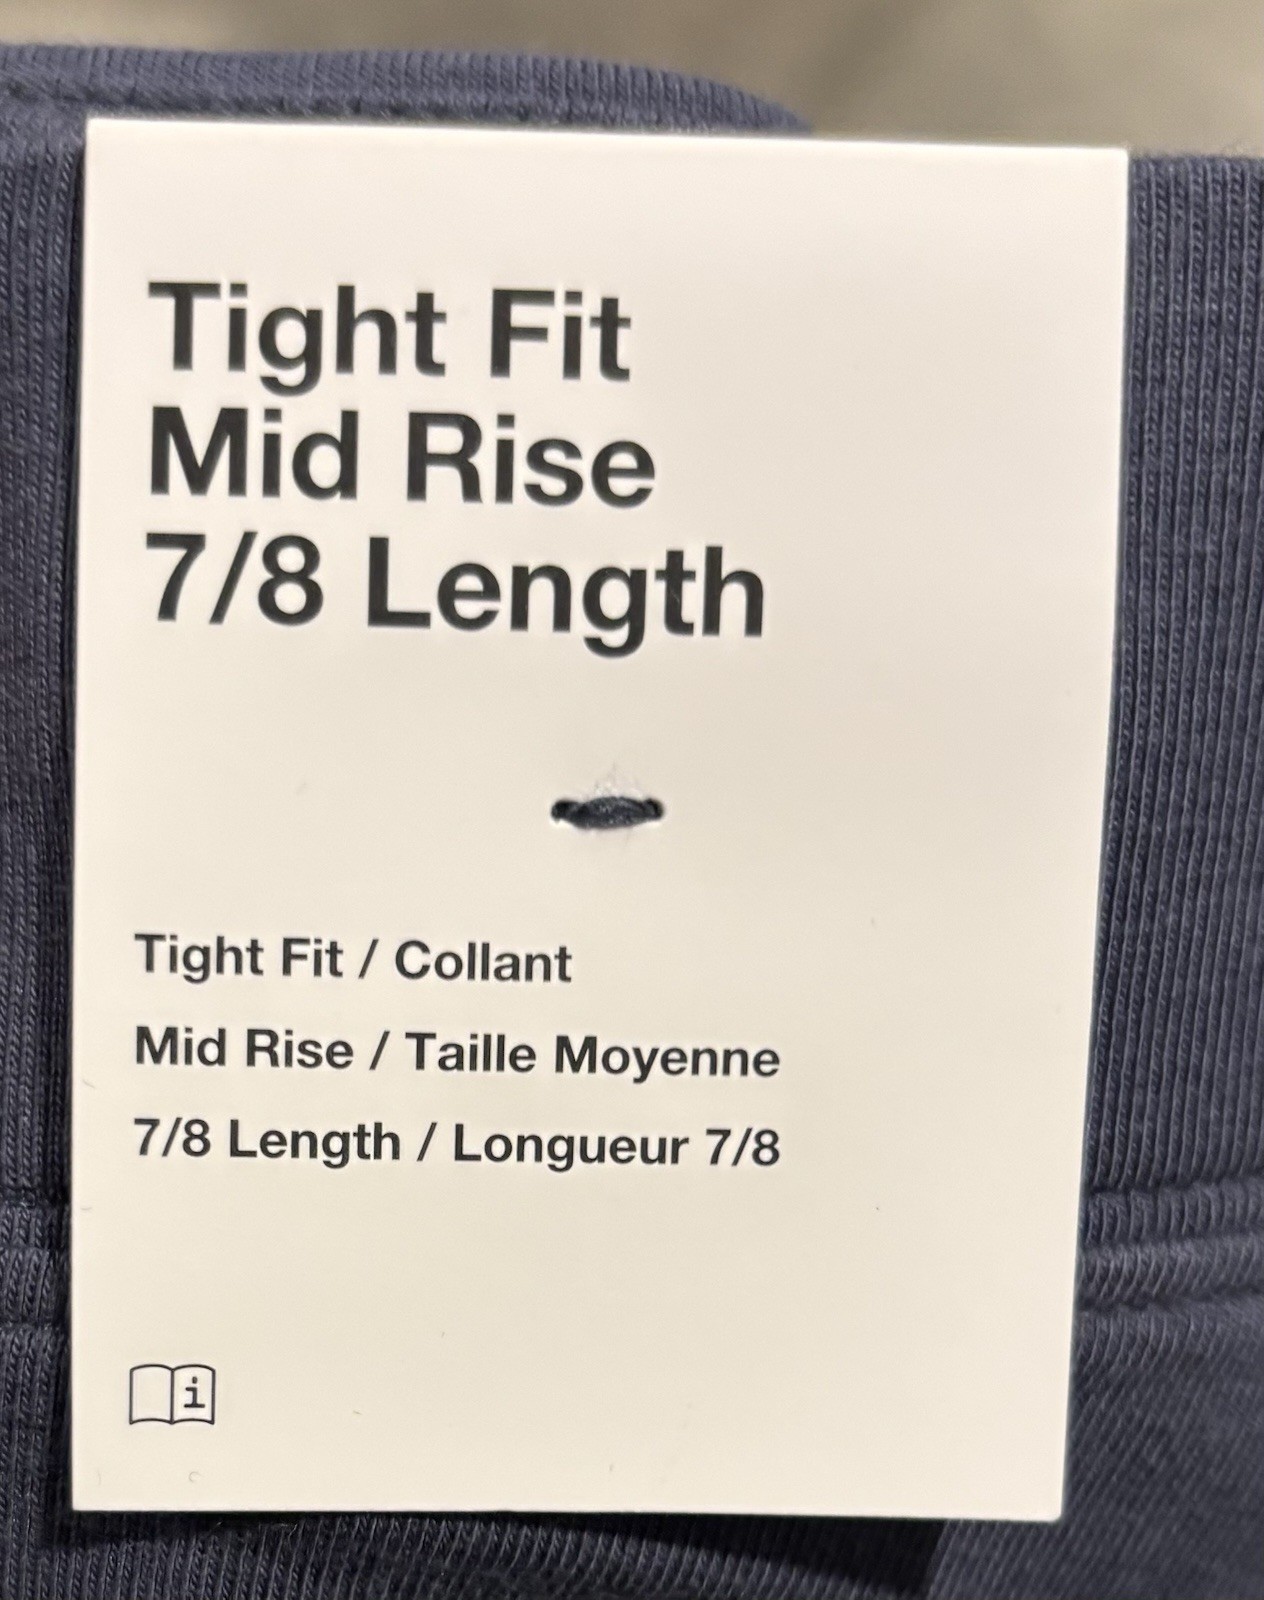 Tight Fit
Mid Rise
7/8 Length
Tight Fit / Collant
Mid Rise / Taille Moyenne
7/8 Length / Longueur 7/8
i